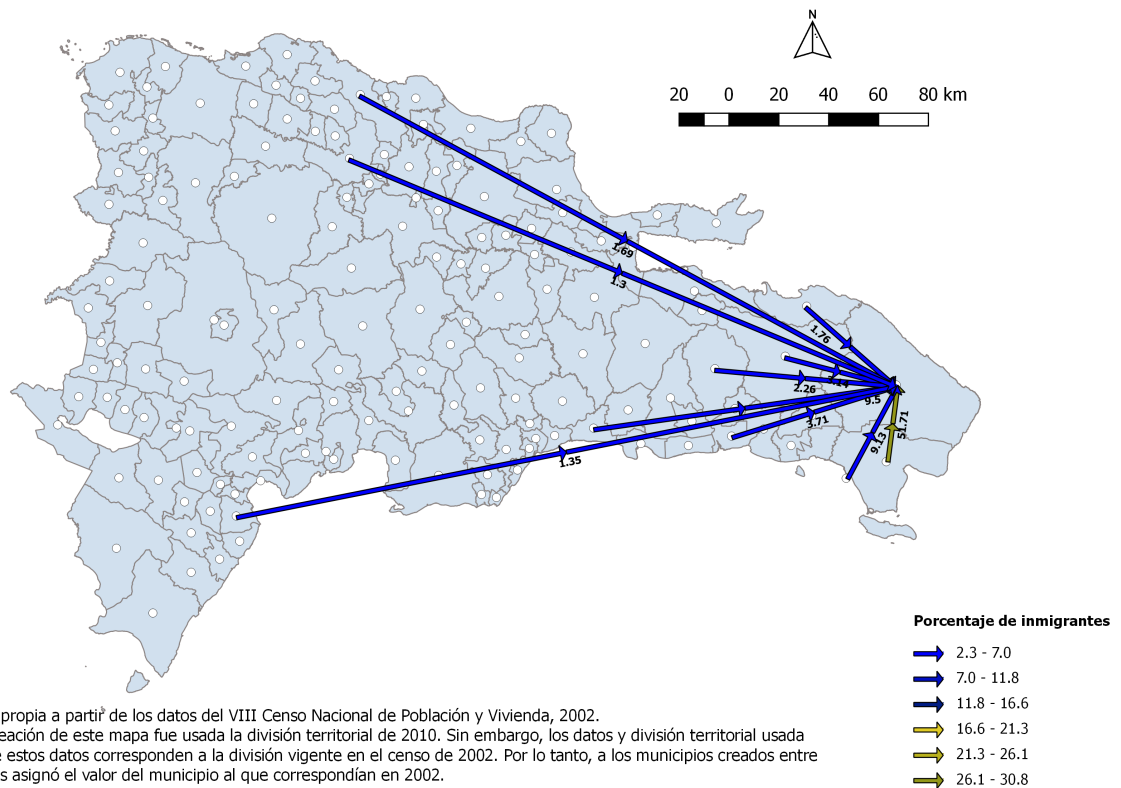 N
20 0 20 40 60 80 km
1.69
1.3
1.76
7.14
2.26
9.5
3.71
51.71
9.13
1.35
Porcentaje de inmigrantes
2.3 - 7.0
7.0 - 11.8
11.8 - 16.6
16.6 - 21.3
21.3 - 26.1
26.1 - 30.8
propia a partir de los datos del VIII Censo Nacional de Población y Vivienda, 2002.
eación de este mapa fue usada la división territorial de 2010. Sin embargo, los datos y división territorial usada
e estos datos corresponden a la división vigente en el censo de 2002. Por lo tanto, a los municipios creados entre
s asignó el valor del municipio al que correspondían en 2002.